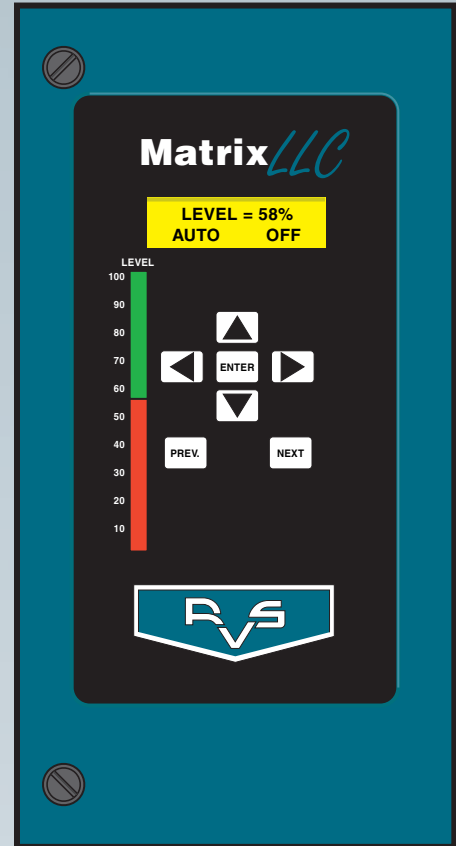 Matrix LLC
LEVEL = 58%
AUTO OFF
LEVEL
100
90
80
70
60
50
40
30
20
10
ENTER
PREV.
NEXT
RVS